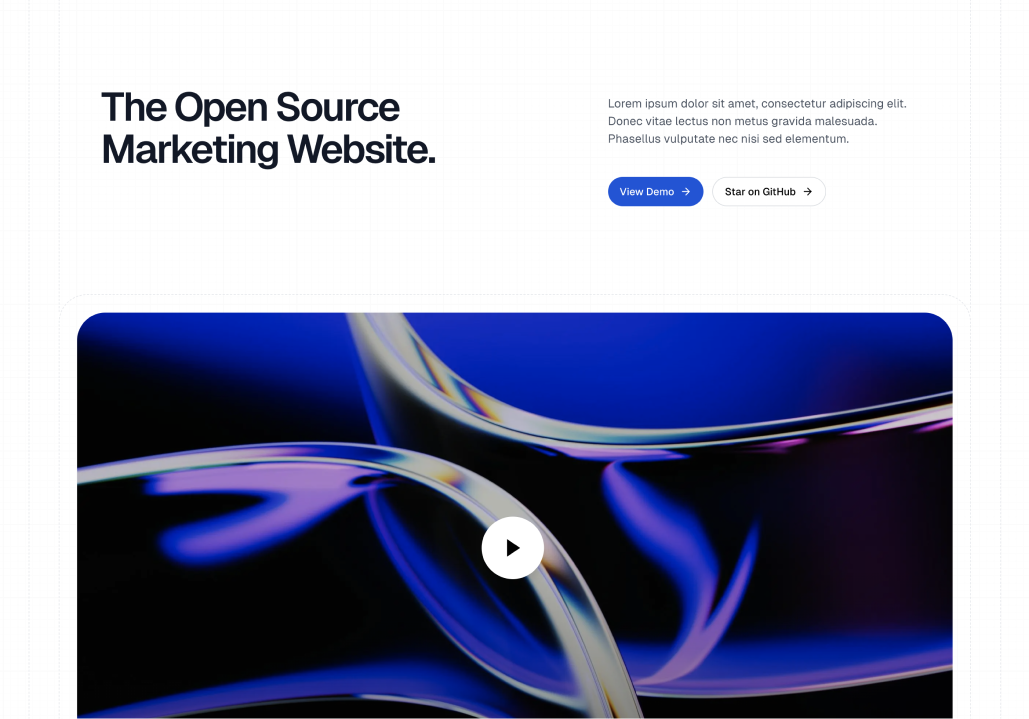 The Open Source
Marketing Website.
Lorem ipsum dolor sit amet, consectetur adipiscing elit.
Donec vitae lectus non metus gravida malesuada.
Phasellus vulputate nec nisi sed elementum.
View Demo
Star on GitHub